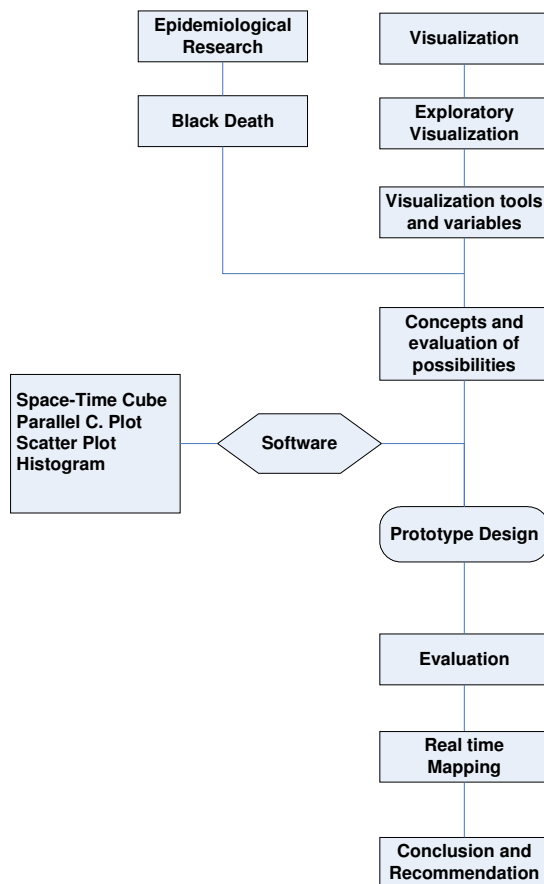 Epidemiological
Research
Visualization
Black Death
Exploratory
Visualization
Visualization tools
and variables
Concepts and
evaluation of
possibilities
Space-Time Cube
Parallel C. Plot
Scatter Plot
Histogram
Software
Prototype Design
Evaluation
Real time
Mapping
Conclusion and
Recommendation